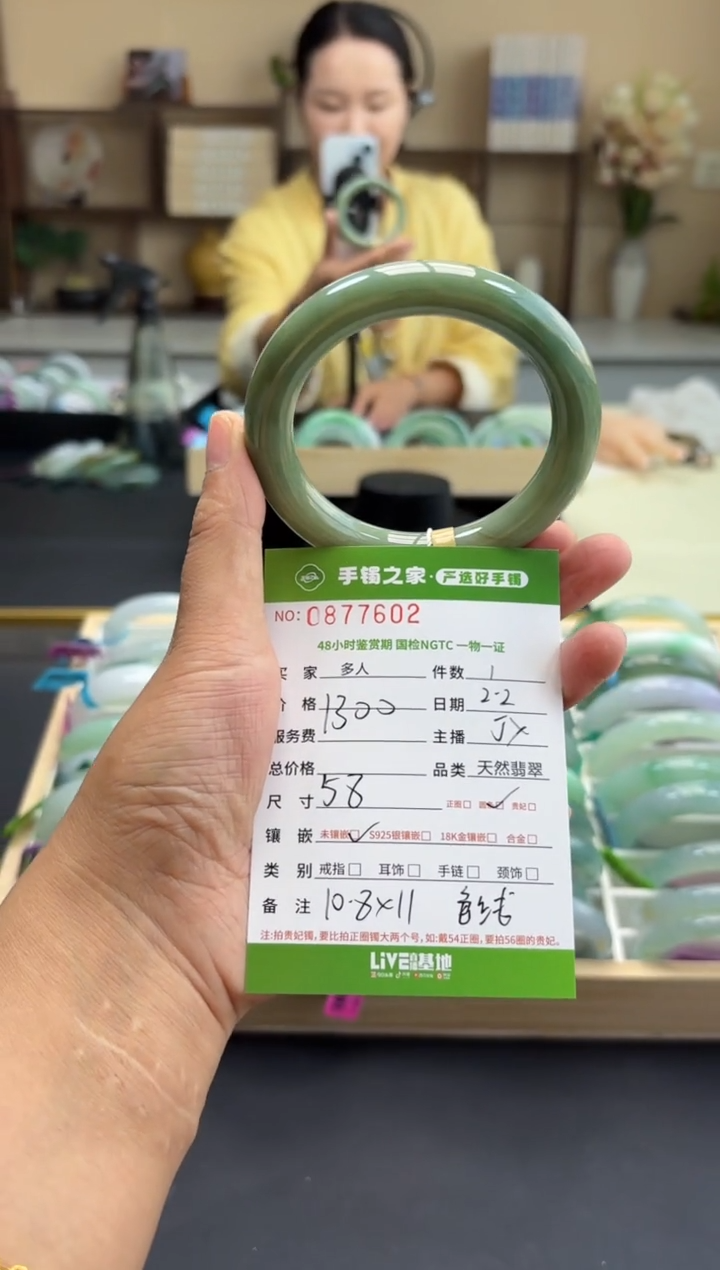 手镯之家·严选好手镯
NO: 0877602
48小时鉴赏期 国检NGTC 一物一证
买 家 多人 件数 1
价 格 1300 日期 2.2
服务费 主播 JX
总价格 品类 天然翡翠
尺 寸 58 正圈□ 圆□ 贵妃□
镶 嵌 未镶嵌□ S925银镶嵌□ 18K金镶嵌□ 合金□
类 别 戒指□ 耳饰□ 手链□ 颈饰□
备 注 10.8×11
注:拍贵妃镯,要比拍正圈镯大两个号,如:戴54正圈,要拍56圈的贵妃。
LiVE直播基地